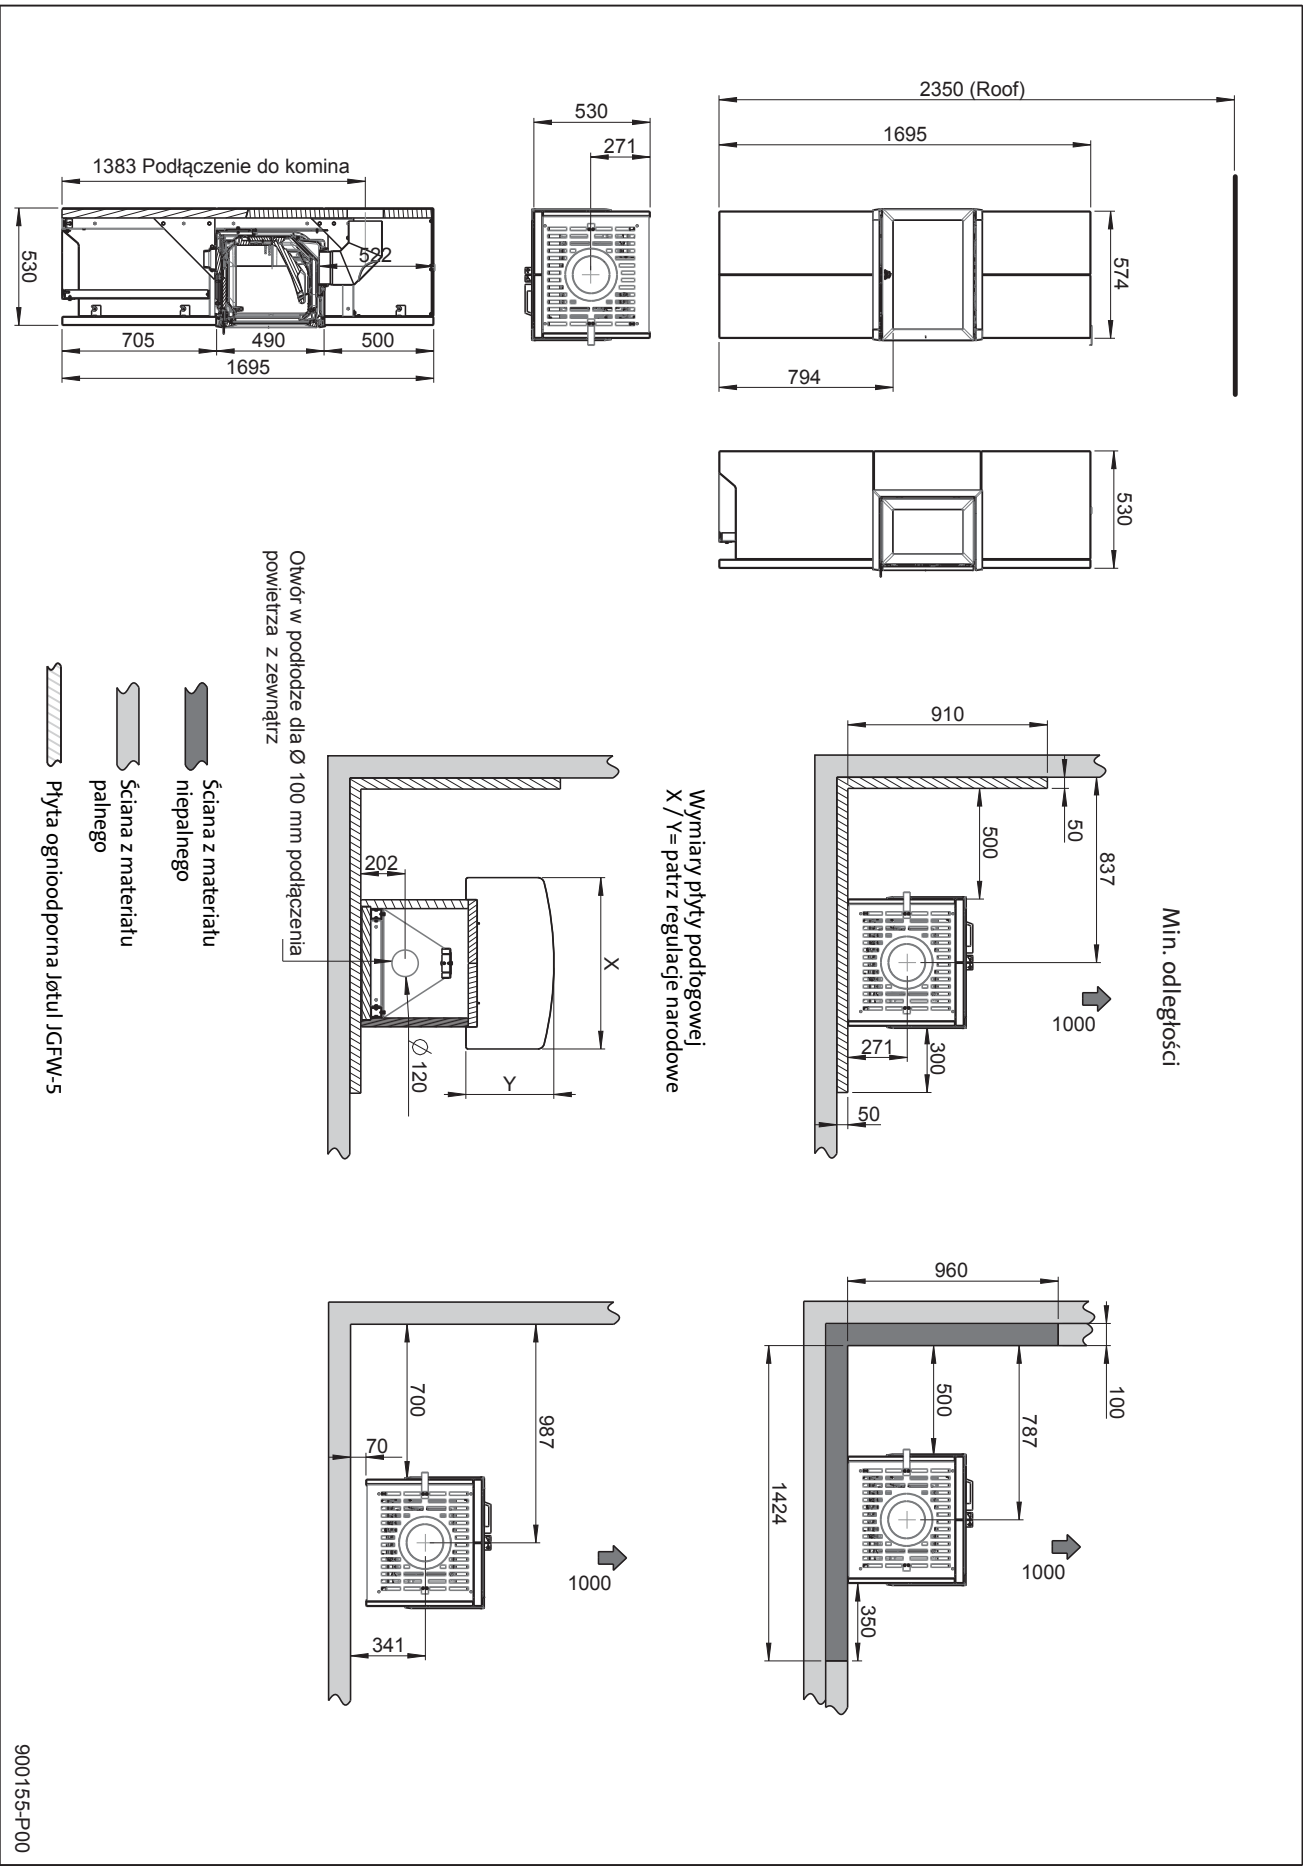 2350 (Roof)
1695
574
794
530
530
271
1383 Podłączenie do komina
522
530
705
490
500
1695
Min. odległości
910
50
837
500
1000
271
300
50
960
100
787
500
1424
1000
350
Wymiary płyty podłogowej
X / Y= patrz regulacje narodowe
202
X
Y
Ø 120
Otwór w podłodze dla Ø 100 mm podłączenia
powietrza z zewnątrz
987
700
70
1000
341
Ściana z materiału
niepalnego
Ściana z materiału
palnego
Płyta ognioodporna Jøtul JGFW-5
900155-P00